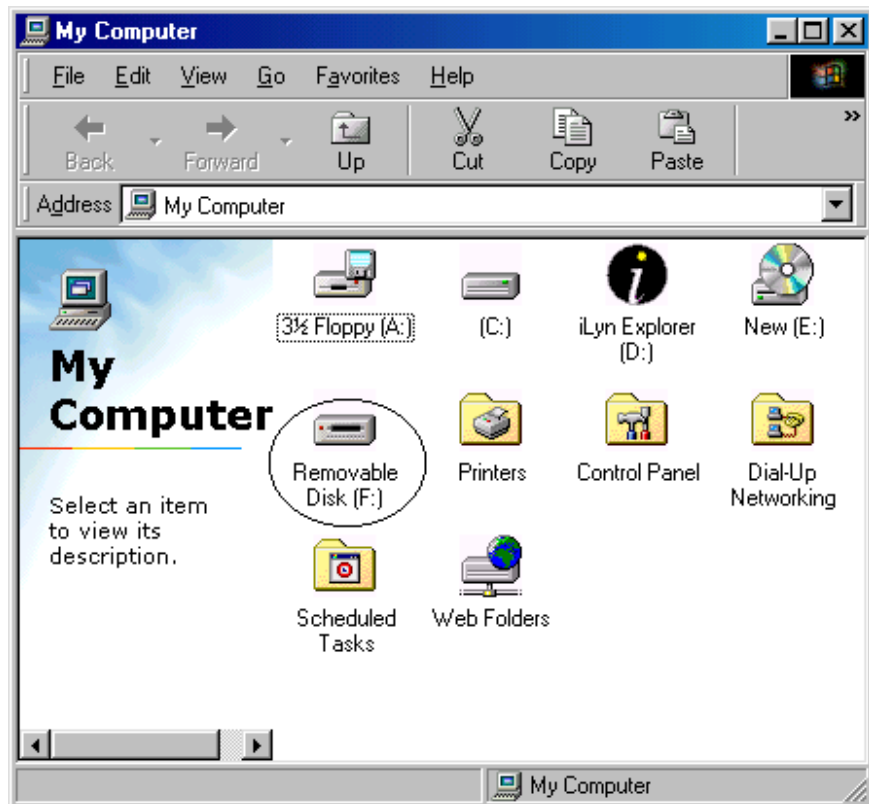 My Computer
File Edit View Go Favorites Help
Back Forward Up Cut Copy Paste »
Address My Computer
My
Computer
Select an item
to view its
description.
3½ Floppy (A:)
(C:)
iLyn Explorer
(D:)
New (E:)
Removable
Disk (F:)
Printers
Control Panel
Dial-Up
Networking
Scheduled
Tasks
Web Folders
My Computer